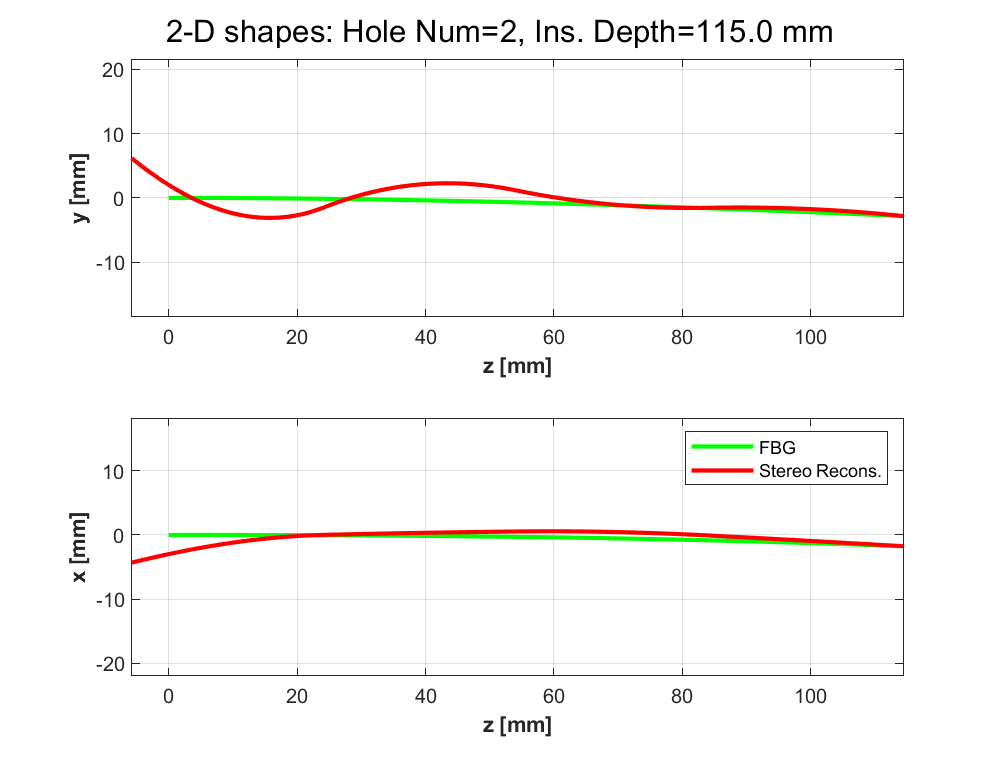 2-D shapes: Hole Num=2, Ins. Depth=115.0 mm
20
10
0
-10
y [mm]
0 20 40 60 80 100
z [mm]
10
0
-10
-20
x [mm]
FBG
Stereo Recons.
0 20 40 60 80 100
z [mm]